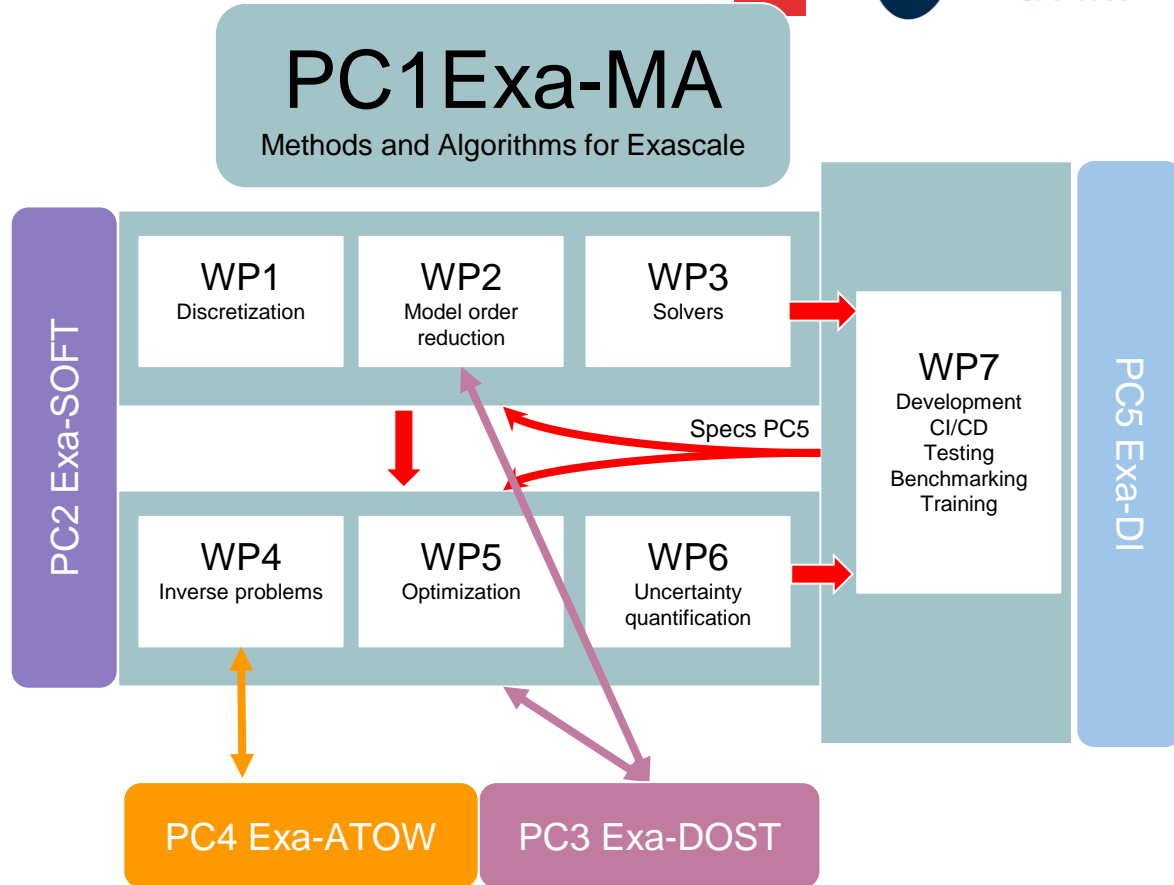 PC1Exa-MA
Methods and Algorithms for Exascale
PC2 Exa-SOFT
WP1
Discretization
WP2
Model order
reduction
WP3
Solvers
Specs PC5
WP4
Inverse problems
WP5
Optimization
WP6
Uncertainty
quantification
WP7
Development
CI/CD
Testing
Benchmarking
Training
PC5 Exa-DI
PC4 Exa-ATOW
PC3 Exa-DOST